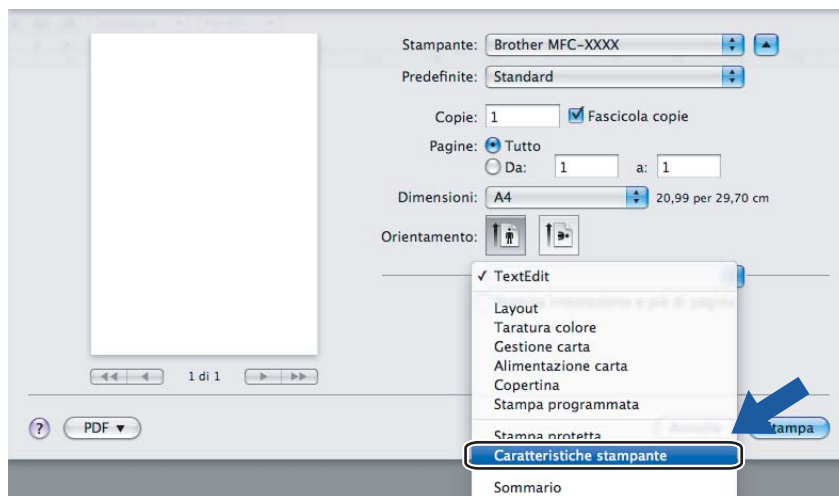 Stampante: Brother MFC-XXXX
Predefinite: Standard
Copie: 1 Fascicola copie
Pagine: Tutto
Da: 1 a: 1
Dimensioni: A4 20,99 per 29,70 cm
Orientamento:
✓ TextEdit
Layout
Taratura colore
Gestione carta
Alimentazione carta
Copertina
Stampa programmata
Stampa protetta
Caratteristiche stampante
Sommario
1 di 1
? PDF ▼ Stampa